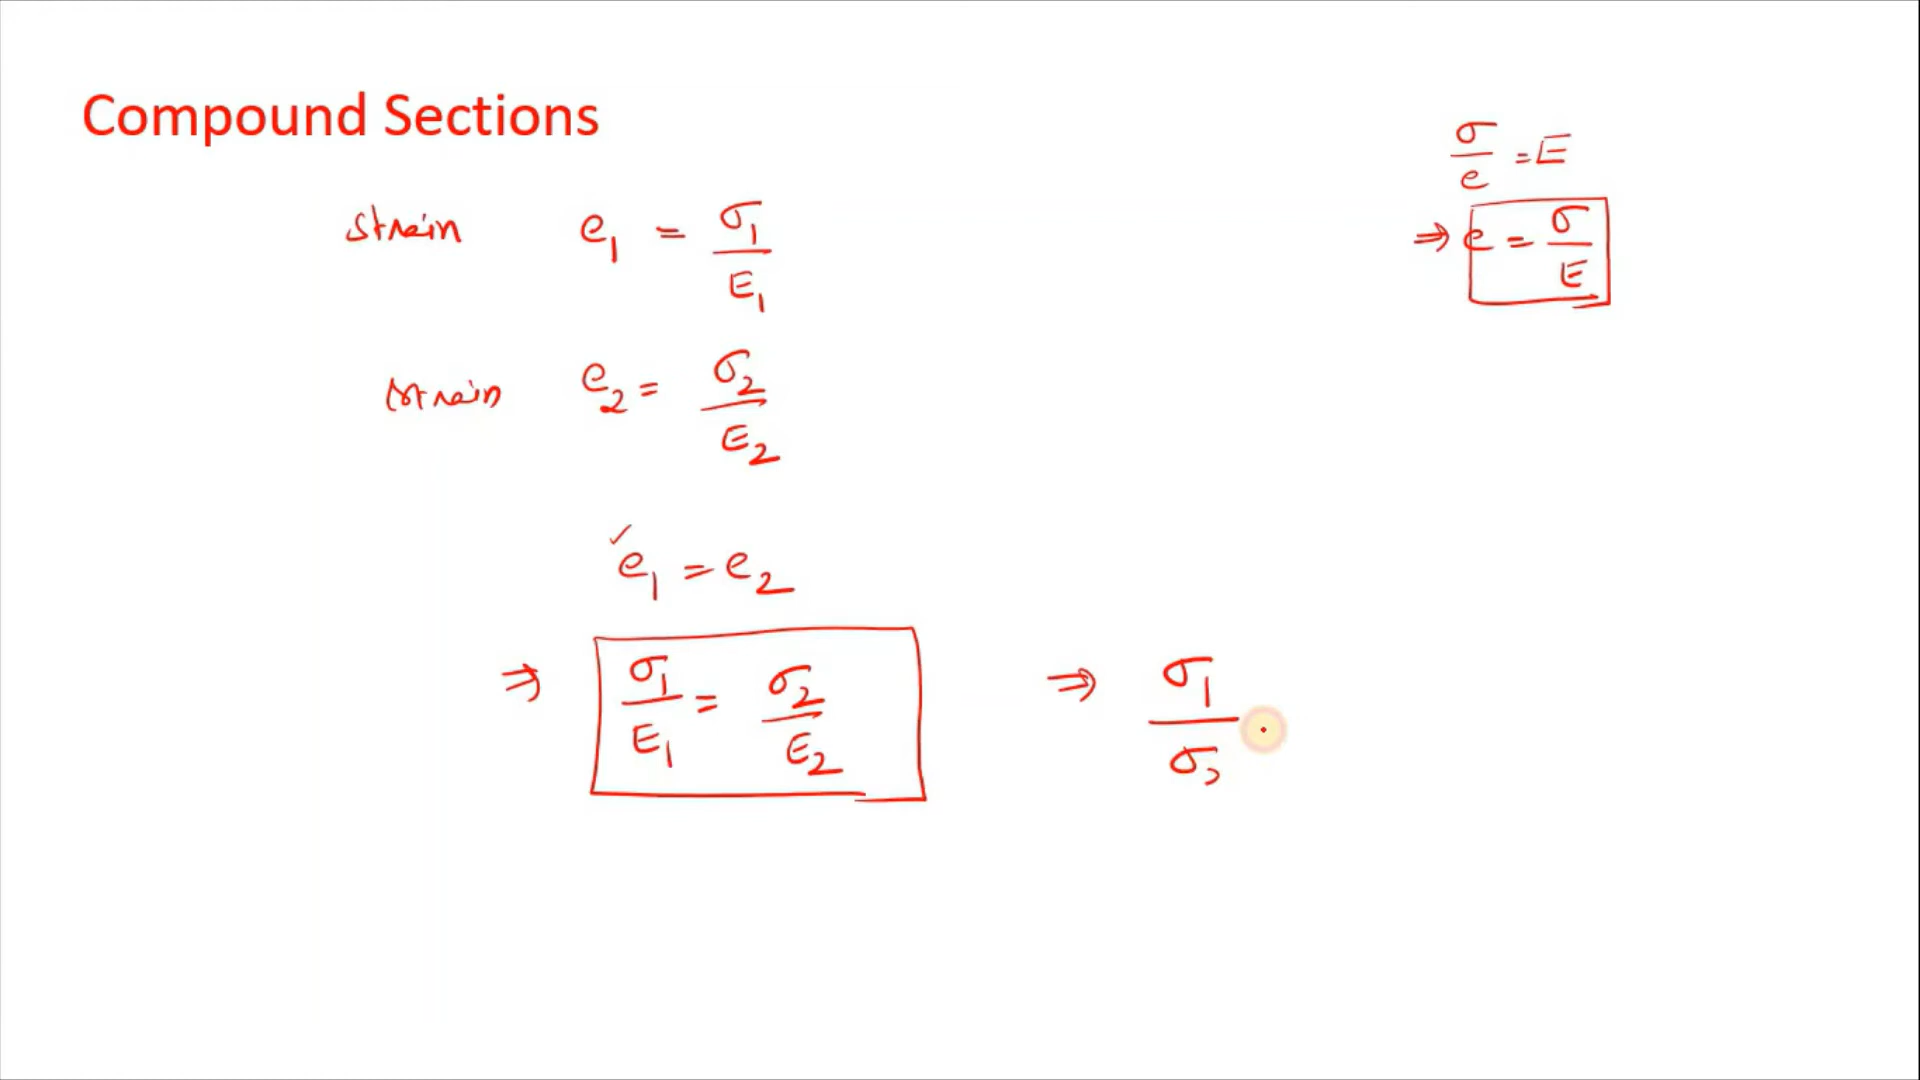 Compound Sections
σ/e = E
⇒ e = σ/E
Strain e₁ = σ₁/E₁
Strain e₂ = σ₂/E₂
✓e₁ = e₂
⇒ σ₁/E₁ = σ₂/E₂ ⇒ σ₁/σ₂